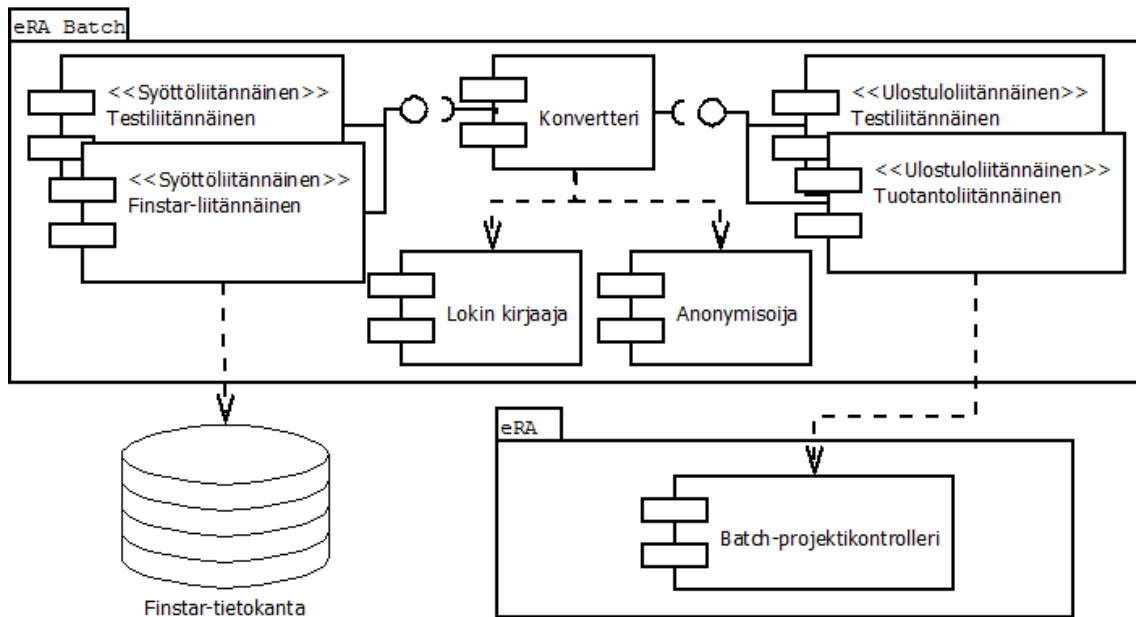 eRA Batch
<<Syöttöliitännäinen>>
Testiliitännäinen
<<Syöttöliitännäinen>>
Finstar-liitännäinen
Konvertteri
<<Ulostuloliitännäinen>>
Testiliitännäinen
<<Ulostuloliitännäinen>>
Tuotantoliitännäinen
Lokin kirjaaja
Anonymisoija
eRA
Batch-projektikontrolleri
Finstar-tietokanta